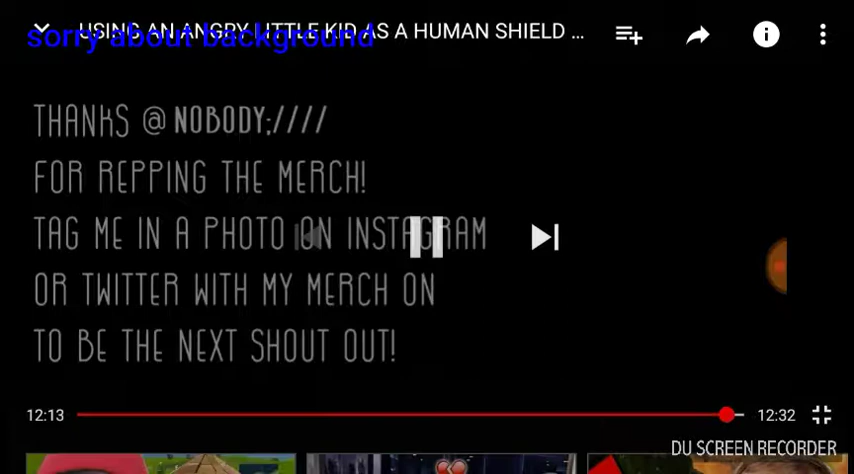 USING AN ANGRY LITTLE KID AS A HUMAN SHIELD ...
sorry about background
THANKS @NOBODY;////
FOR REPPING THE MERCH!
TAG ME IN A PHOTO ON INSTAGRAM
OR TWITTER WITH MY MERCH ON
TO BE THE NEXT SHOUT OUT!
12:13
12:32
DU SCREEN RECORDER